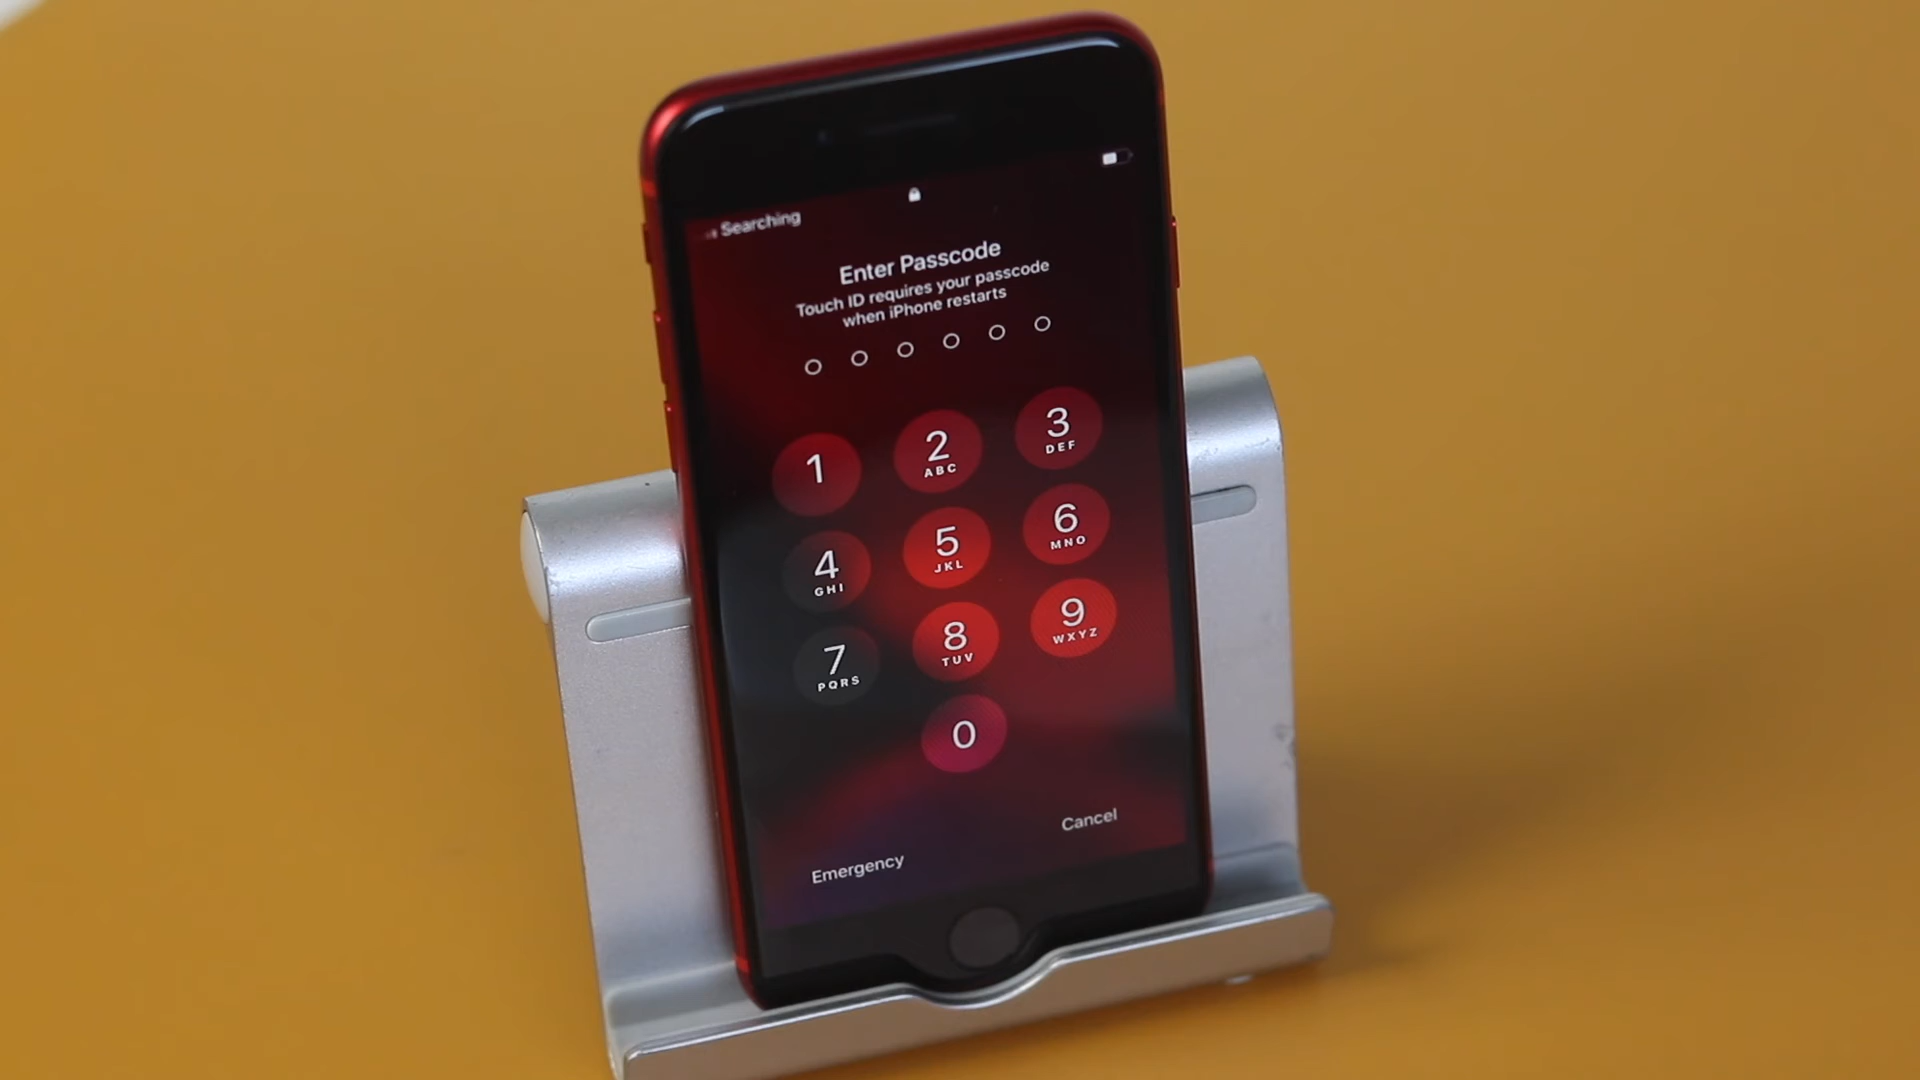 Searching
Enter Passcode
Touch ID requires your passcode
when iPhone restarts
1
2
ABC
3
DEF
4
GHI
5
JKL
6
MNO
7
PQRS
8
TUV
9
WXYZ
0
Emergency
Cancel